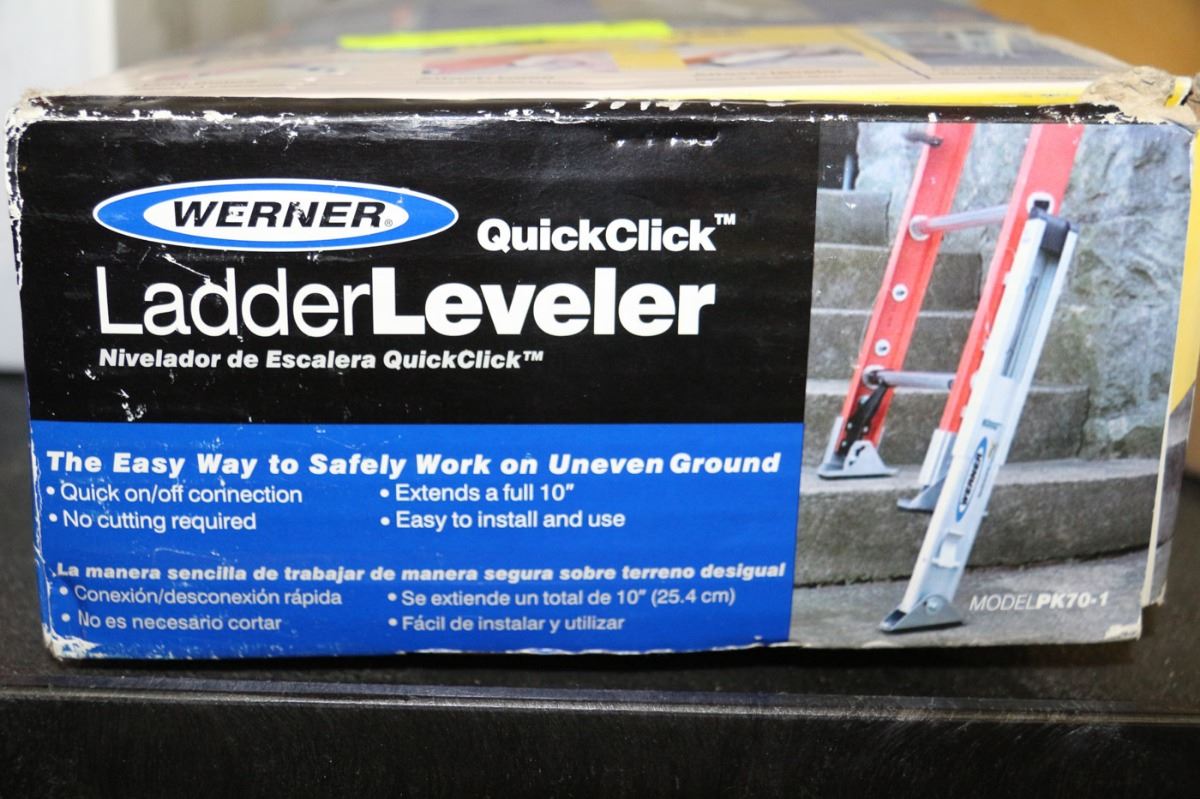 WERNER®
QuickClick™
LadderLeveler
Nivelador de Escalera QuickClick™
The Easy Way to Safely Work on Uneven Ground
• Quick on/off connection
• No cutting required
• Extends a full 10"
• Easy to install and use
La manera sencilla de trabajar de manera segura sobre terreno desigual
• Conexión/desconexión rápida
• No es necesario cortar
• Se extiende un total de 10" (25.4 cm)
• Fácil de instalar y utilizar
WERNER
MODELPK70-1